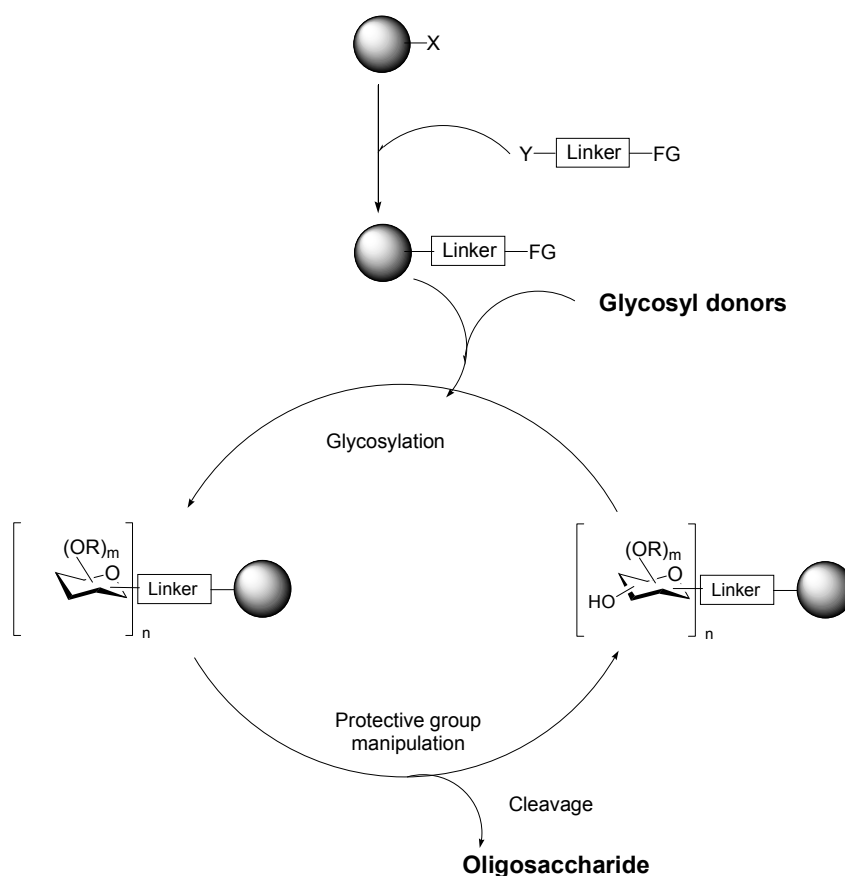 X
Y Linker FG
Linker FG
Glycosyl donors
Glycosylation
(OR)m
O
Linker
n
(OR)m
O
HO
Linker
n
Protective group
manipulation
Cleavage
Oligosaccharide